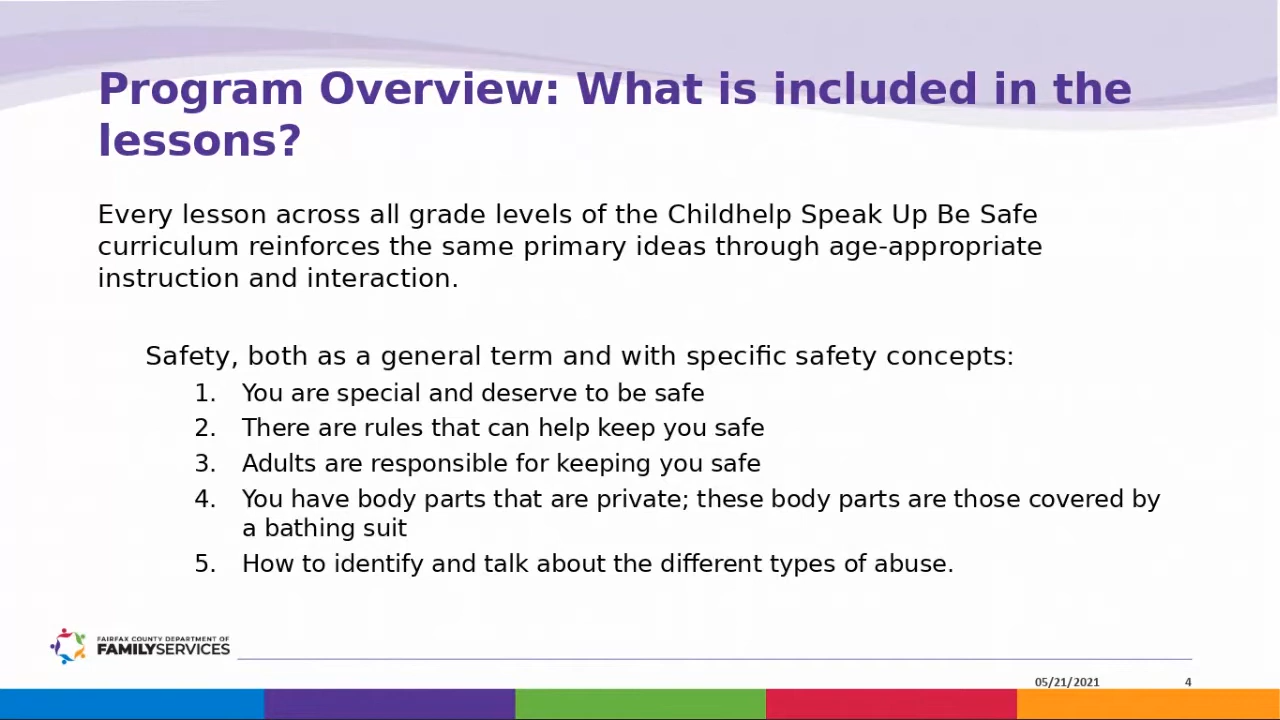 Program Overview: What is included in the
lessons?
Every lesson across all grade levels of the Childhelp Speak Up Be Safe
curriculum reinforces the same primary ideas through age-appropriate
instruction and interaction.
Safety, both as a general term and with specific safety concepts:
1. You are special and deserve to be safe
2. There are rules that can help keep you safe
3. Adults are responsible for keeping you safe
4. You have body parts that are private; these body parts are those covered by
a bathing suit
5. How to identify and talk about the different types of abuse.
FAIRFAX COUNTY DEPARTMENT OF
FAMILYSERVICES
05/21/2021 4